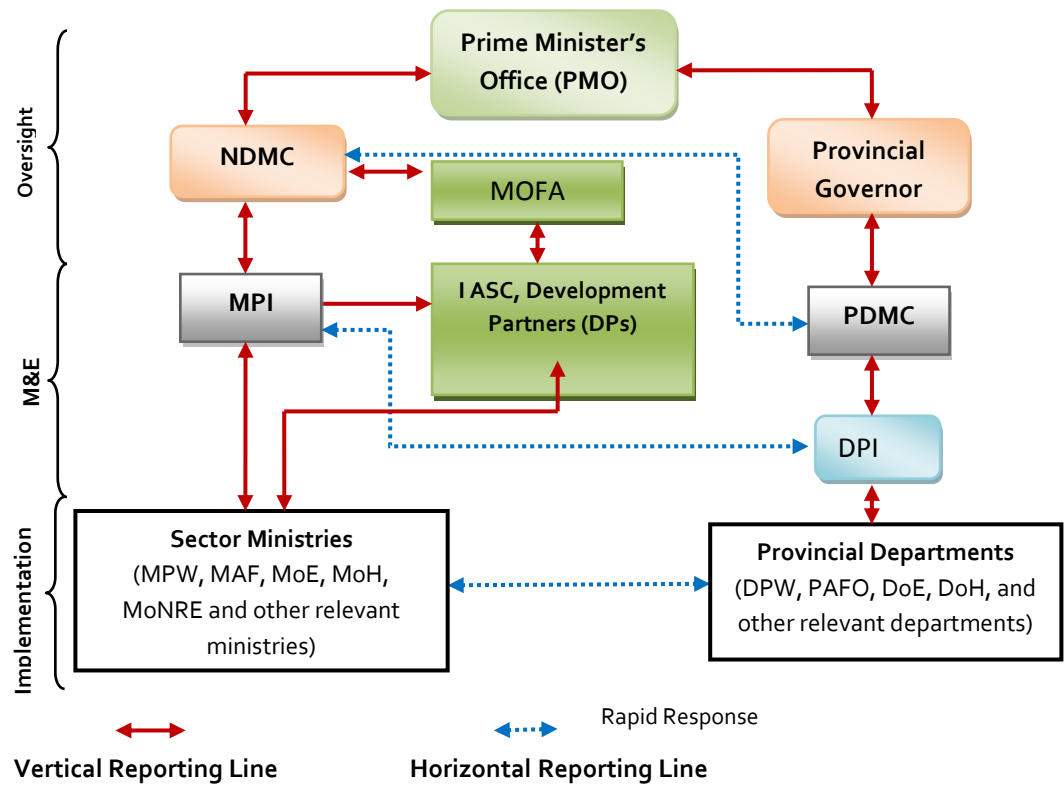 Prime Minister's
Office (PMO)
Oversight
NDMC
MOFA
Provincial
Governor
M&E
MPI
I ASC, Development
Partners (DPs)
PDMC
DPI
Implementation
Sector Ministries
(MPW, MAF, MoE, MoH,
MoNRE and other relevant
ministries)
Provincial Departments
(DPW, PAFO, DoE, DoH, and
other relevant departments)
Rapid Response
Vertical Reporting Line
Horizontal Reporting Line